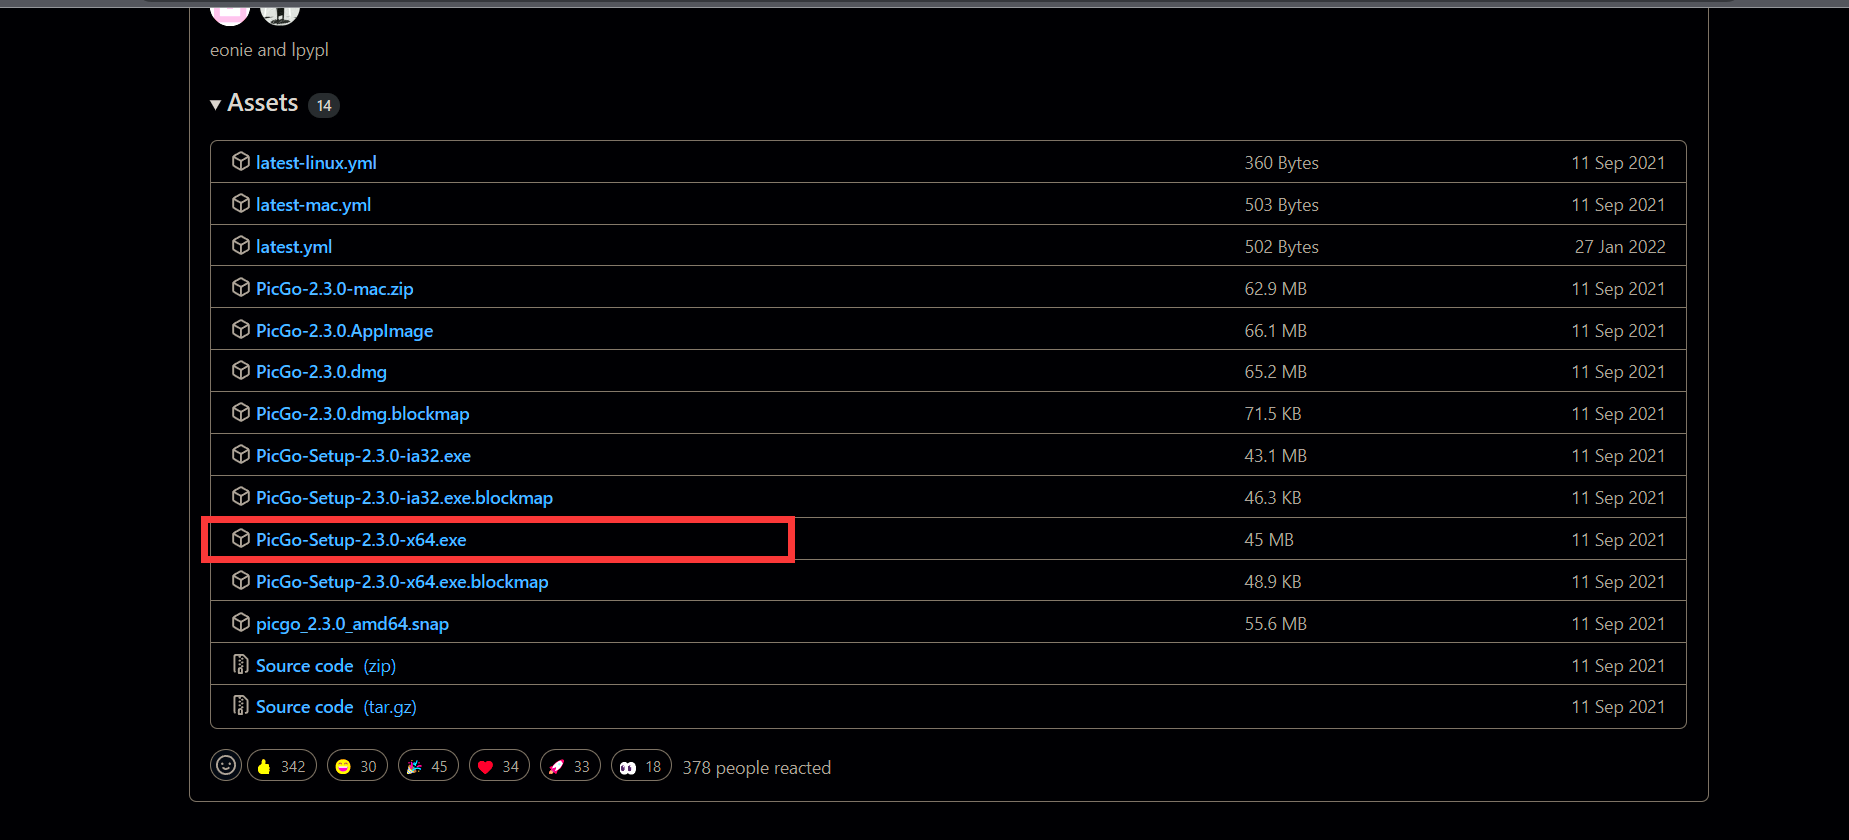 eonie and lpypl
Assets 14
latest-linux.yml 360 Bytes 11 Sep 2021
latest-mac.yml 503 Bytes 11 Sep 2021
latest.yml 502 Bytes 27 Jan 2022
PicGo-2.3.0-mac.zip 62.9 MB 11 Sep 2021
PicGo-2.3.0.AppImage 66.1 MB 11 Sep 2021
PicGo-2.3.0.dmg 65.2 MB 11 Sep 2021
PicGo-2.3.0.dmg.blockmap 71.5 KB 11 Sep 2021
PicGo-Setup-2.3.0-ia32.exe 43.1 MB 11 Sep 2021
PicGo-Setup-2.3.0-ia32.exe.blockmap 46.3 KB 11 Sep 2021
PicGo-Setup-2.3.0-x64.exe 45 MB 11 Sep 2021
PicGo-Setup-2.3.0-x64.exe.blockmap 48.9 KB 11 Sep 2021
picgo_2.3.0_amd64.snap 55.6 MB 11 Sep 2021
Source code (zip) 11 Sep 2021
Source code (tar.gz) 11 Sep 2021
342 30 45 34 33 18 378 people reacted